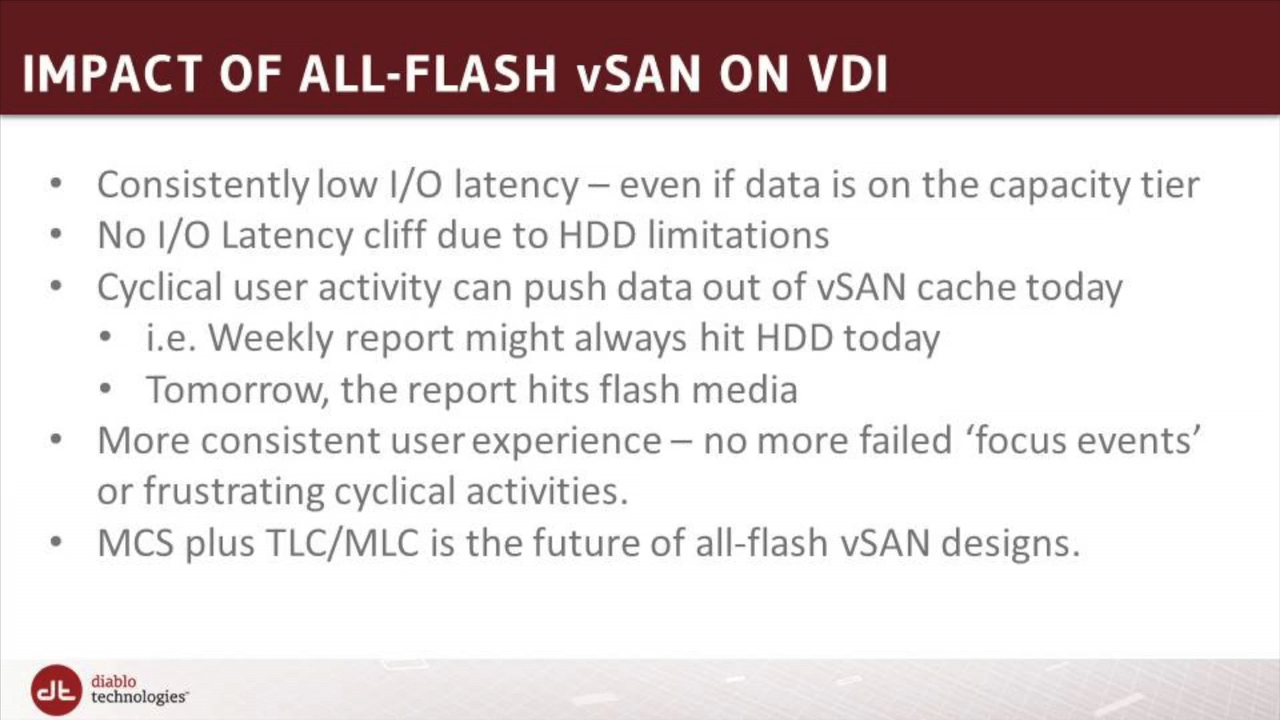 IMPACT OF ALL-FLASH vSAN ON VDI
• Consistently low I/O latency – even if data is on the capacity tier
• No I/O Latency cliff due to HDD limitations
• Cyclical user activity can push data out of vSAN cache today
• i.e. Weekly report might always hit HDD today
• Tomorrow, the report hits flash media
• More consistent user experience – no more failed ‘focus events’
or frustrating cyclical activities.
• MCS plus TLC/MLC is the future of all-flash vSAN designs.
dt diablo
technologies™